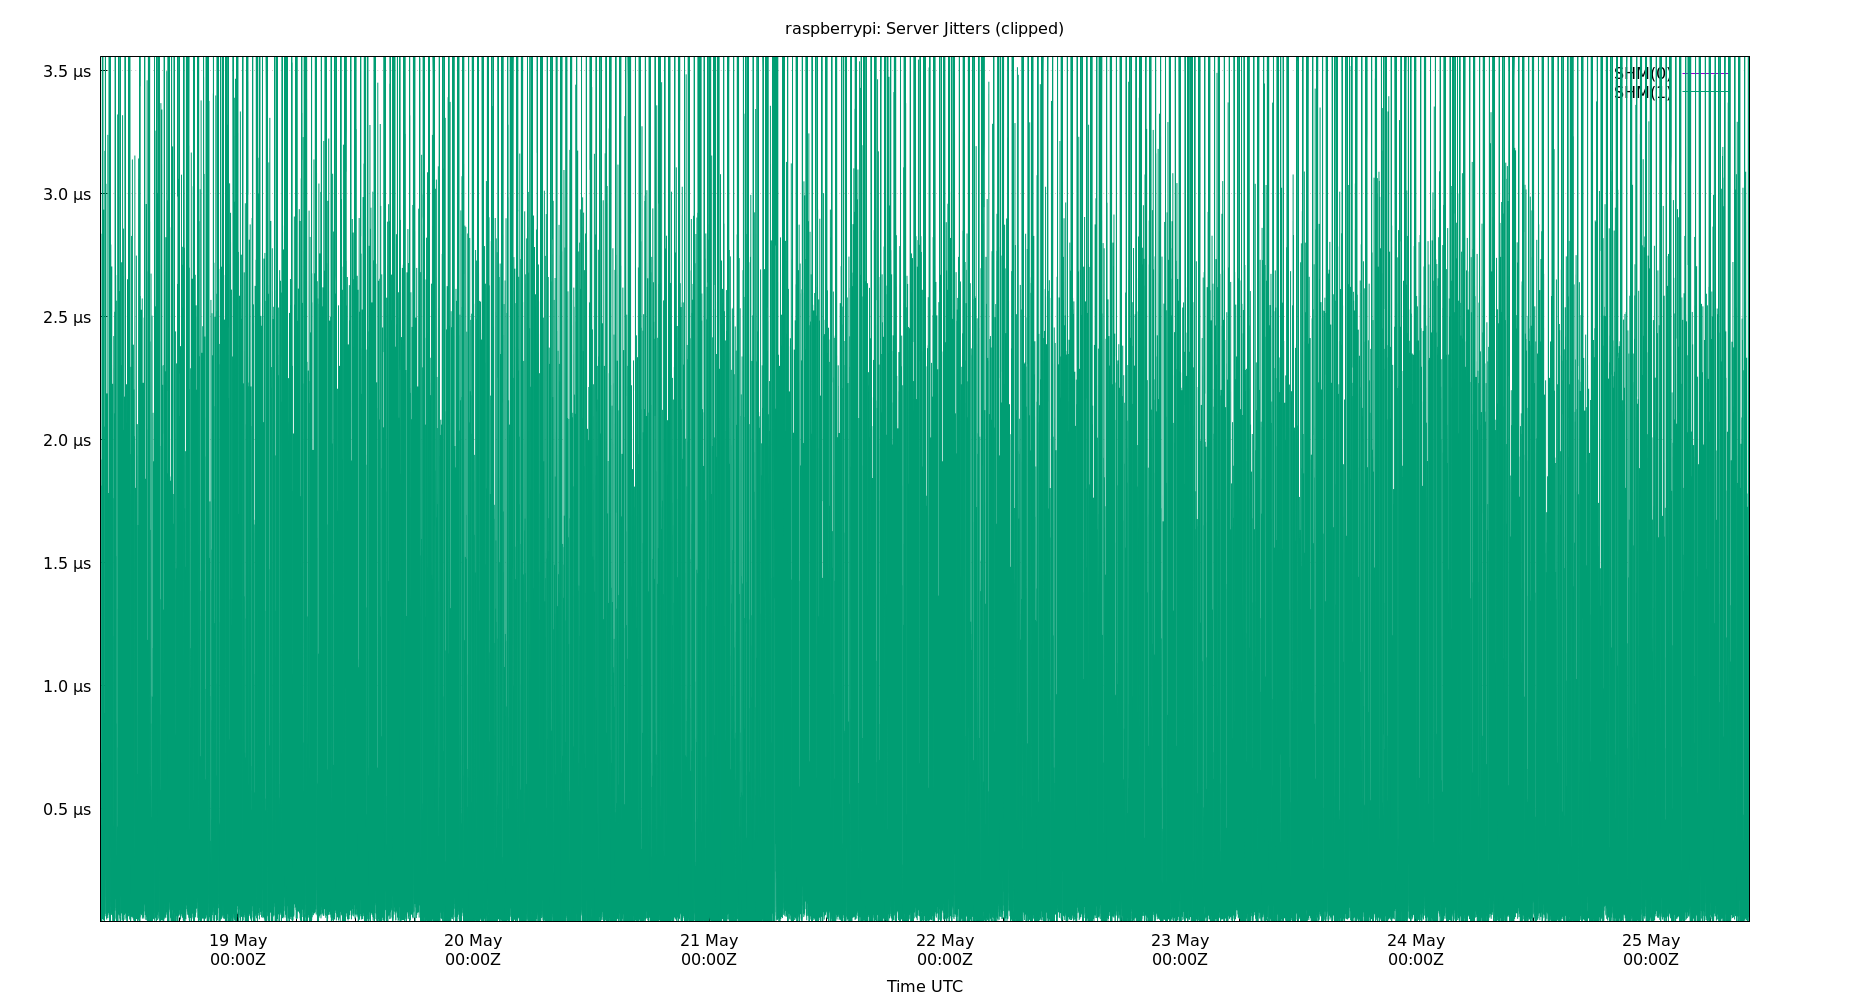 raspberrypi: Server Jitters (clipped)
3.5 µs
SHM(0)
SHM(1)
3.0 µs
2.5 µs
2.0 µs
1.5 µs
1.0 µs
0.5 µs
19 May 20 May 21 May 22 May 23 May 24 May 25 May
00:00Z 00:00Z 00:00Z 00:00Z 00:00Z 00:00Z 00:00Z
Time UTC